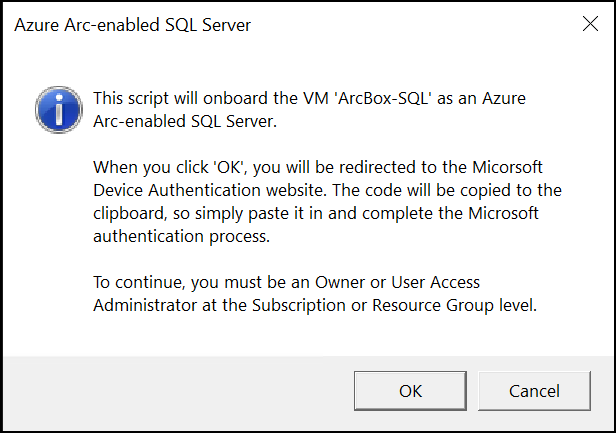 Azure Arc-enabled SQL Server
This script will onboard the VM 'ArcBox-SQL' as an Azure
Arc-enabled SQL Server.
When you click 'OK', you will be redirected to the Micorsoft
Device Authentication website. The code will be copied to the
clipboard, so simply paste it in and complete the Microsoft
authentication process.
To continue, you must be an Owner or User Access
Administrator at the Subscription or Resource Group level.
OK
Cancel